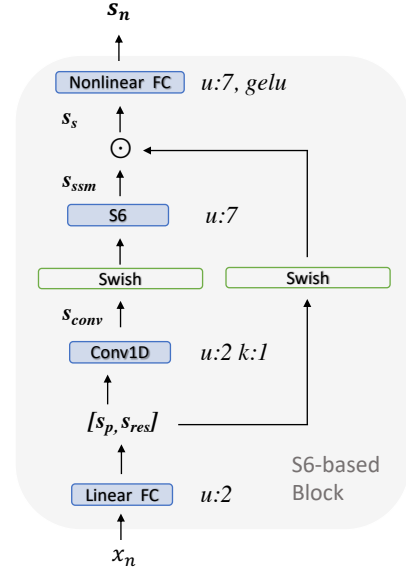 s_n
Nonlinear FC u:7, gelu
s_s
⊙
s_ssm
S6 u:7
Swish Swish
s_conv
Conv1D u:2 k:1
[s_p, s_res]
S6-based
Block
Linear FC u:2
x_n